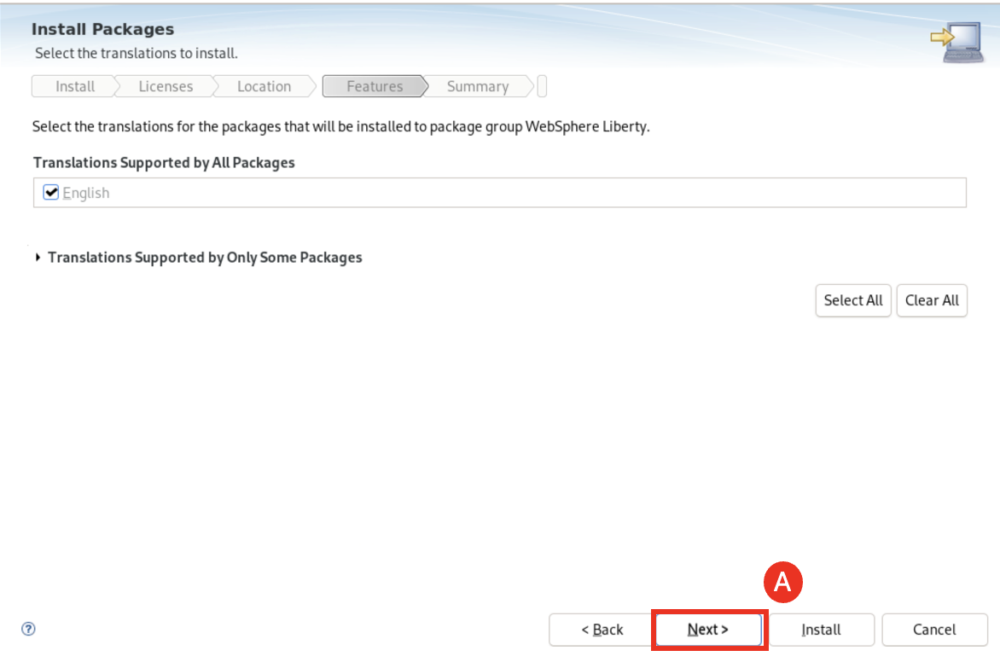 Install Packages
Select the translations to install.
Install Licenses Location Features Summary
Select the translations for the packages that will be installed to package group WebSphere Liberty.
Translations Supported by All Packages
English
Translations Supported by Only Some Packages
Select All Clear All
A
? < Back Next > Install Cancel